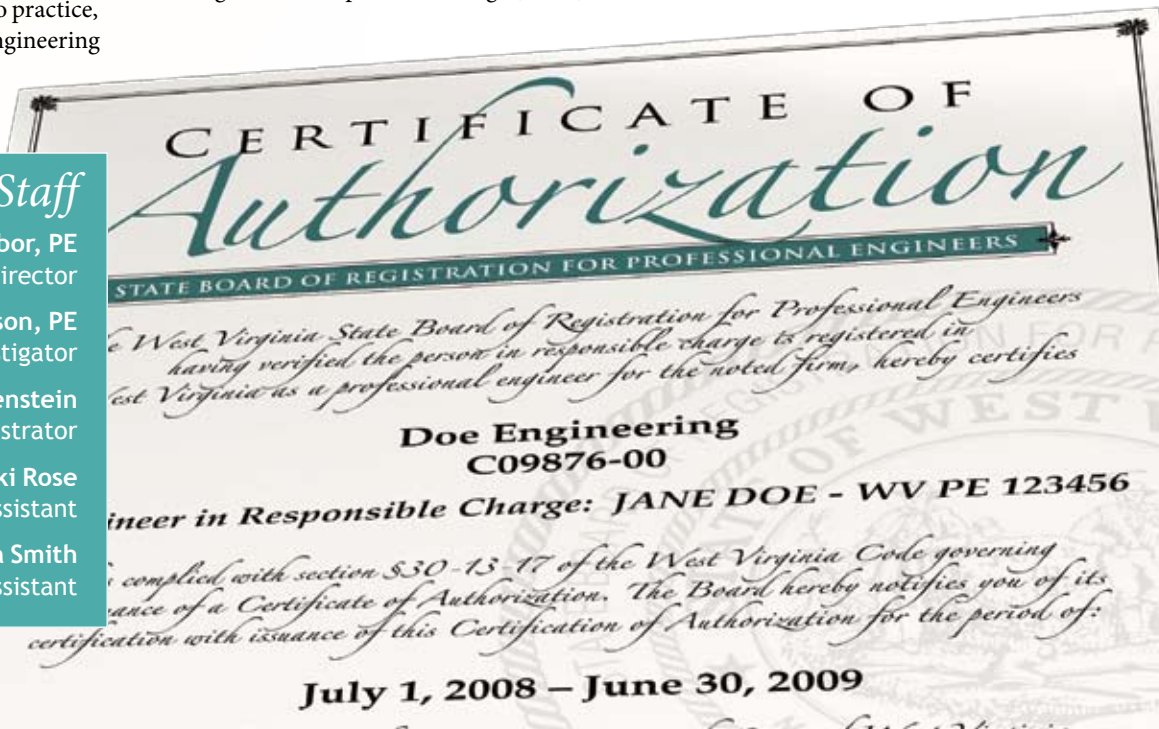 o practice,
ngineering
Staff
bor, PE
irector
son, PE
stigator
enstein
strator
ki Rose
ssistant
a Smith
ssistant
CERTIFICATE OF
Authorization
STATE BOARD OF REGISTRATION FOR PROFESSIONAL ENGINEERS
e West Virginia State Board of Registration for Professional Engineers
having verified the person in responsible charge is registered in
est Virginia as a professional engineer for the noted firm, hereby certifies
Doe Engineering
C09876-00
ineer in Responsible Charge: JANE DOE - WV PE 123456
complied with section §30-13-17 of the West Virginia Code governing
ance of a Certificate of Authorization. The Board hereby notifies you of its
certification with issuance of this Certification of Authorization for the period of:
July 1, 2008 – June 30, 2009